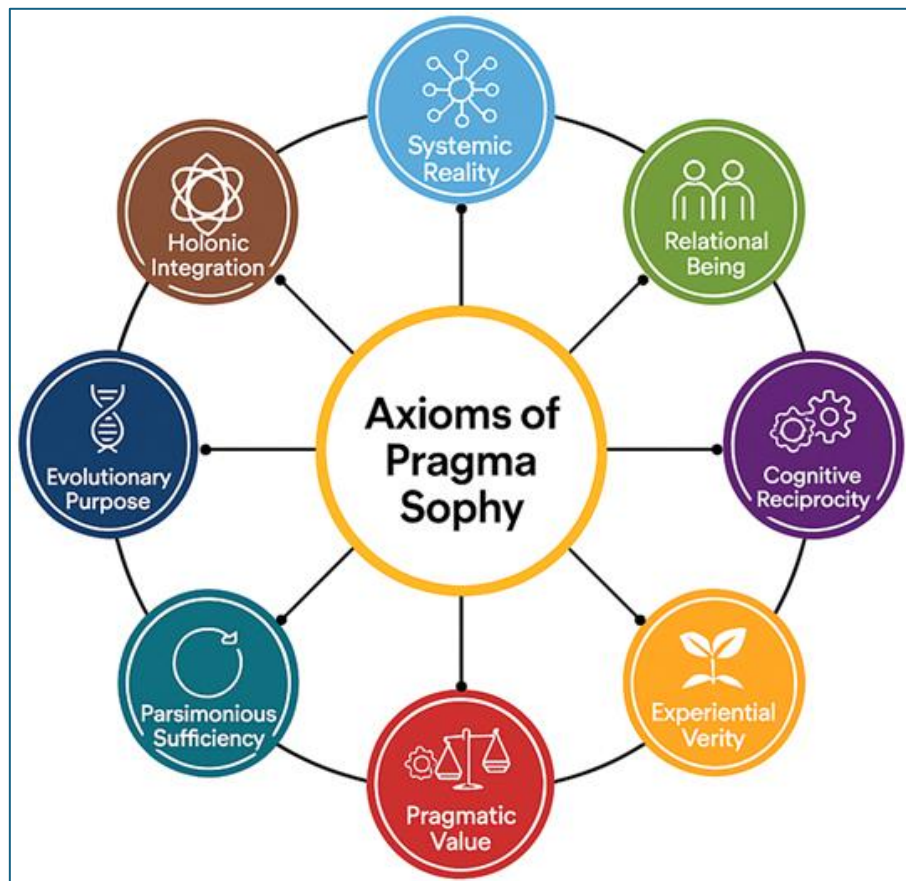 Systemic
Reality
Relational
Being
Cognitive
Reciprocity
Experiential
Verity
Pragmatic
Value
Parsimonious
Sufficiency
Evolutionary
Purpose
Holonic
Integration
Axioms of
Pragma
Sophy